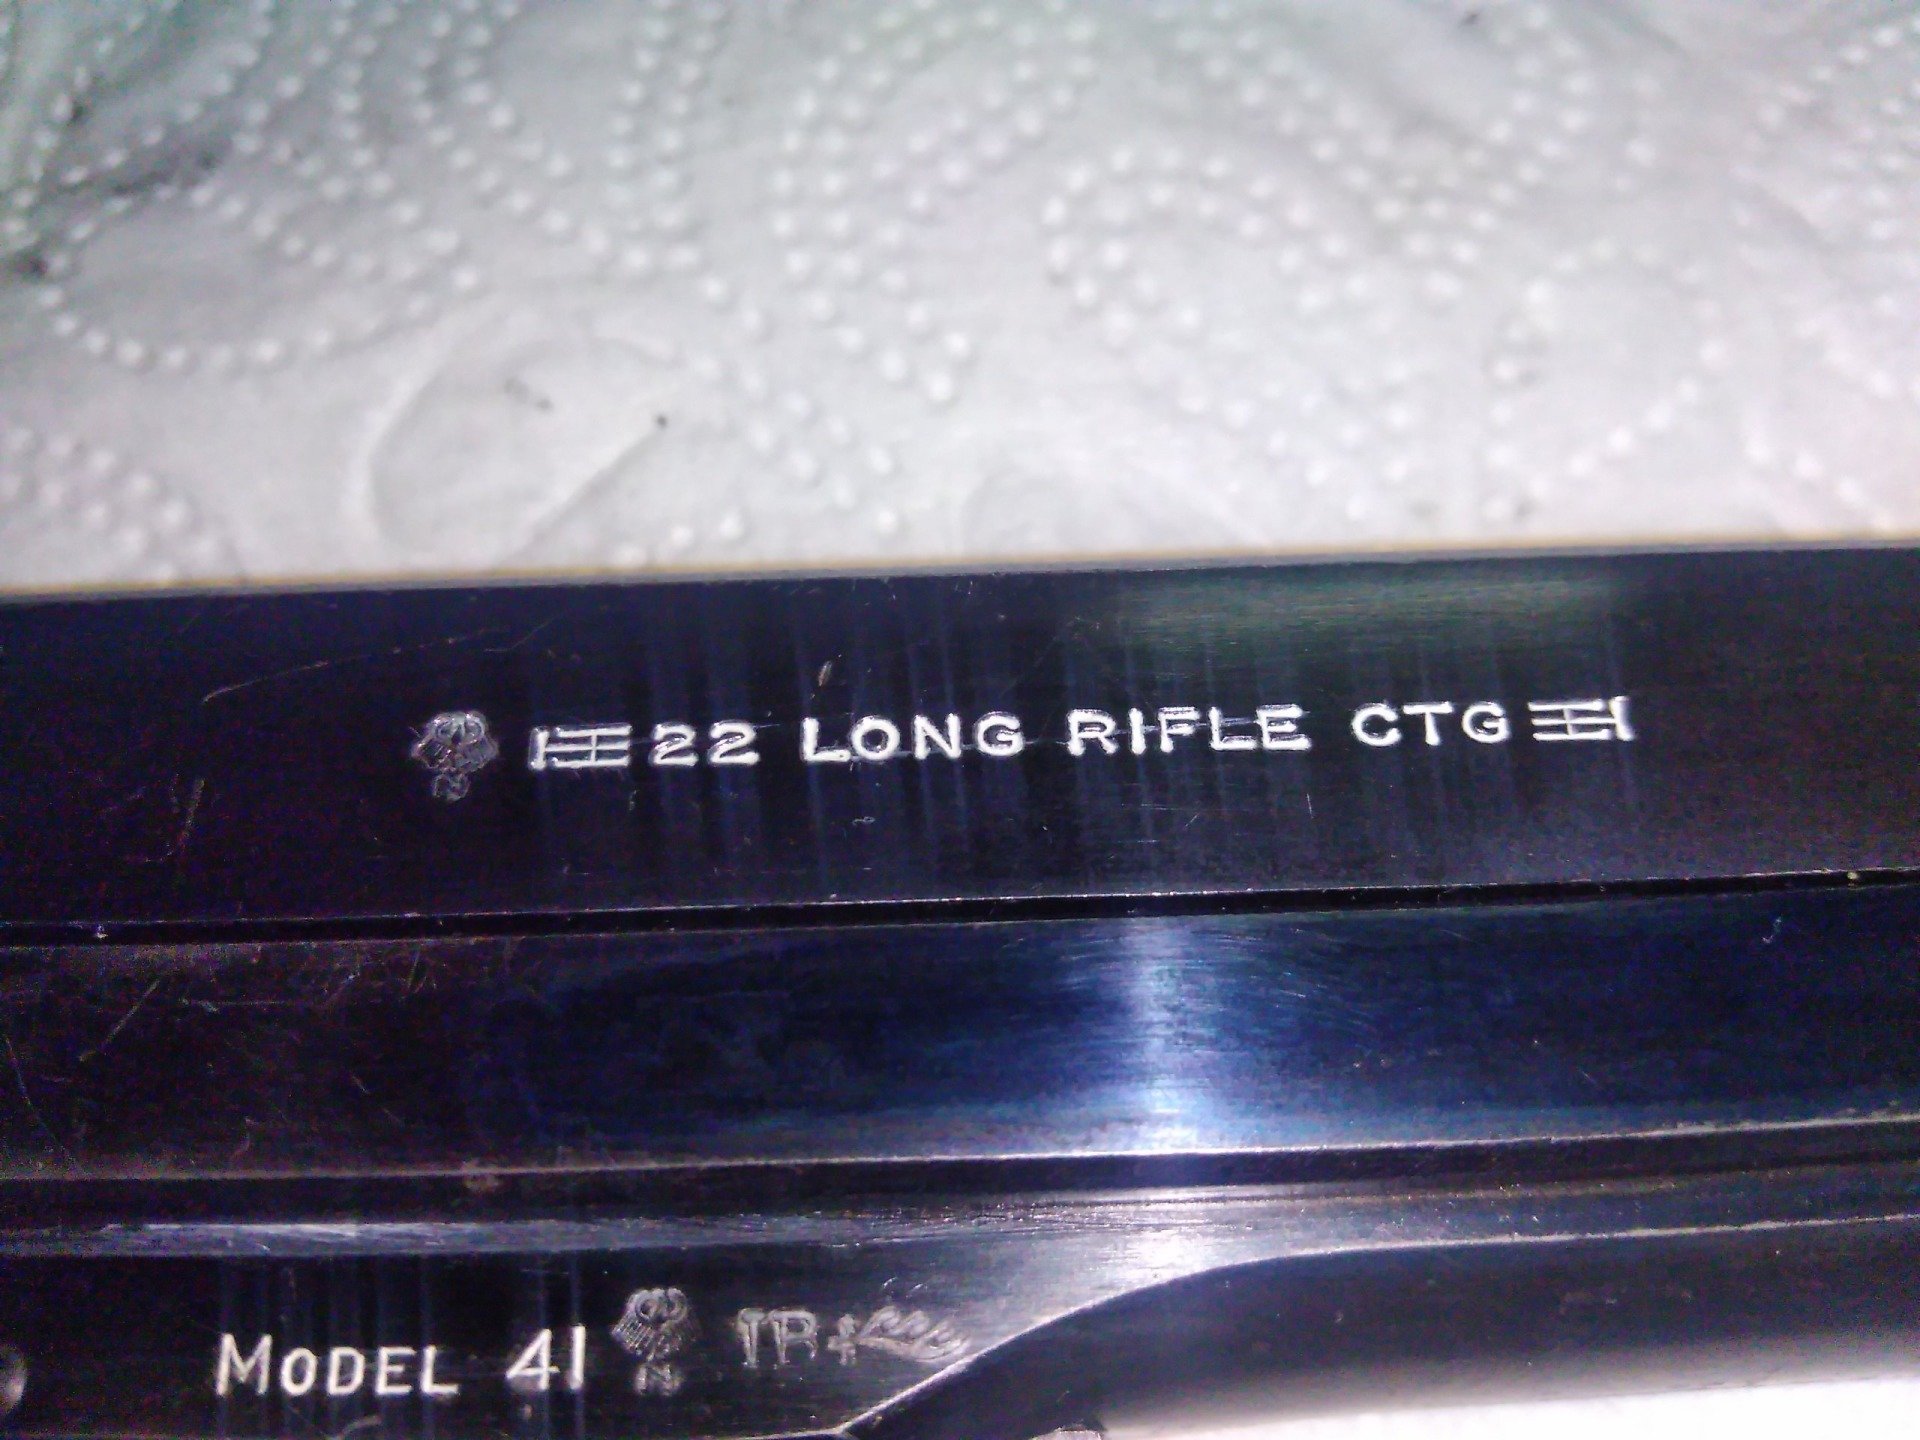 22 LONG RIFLE CTG
N
MODEL 41
N